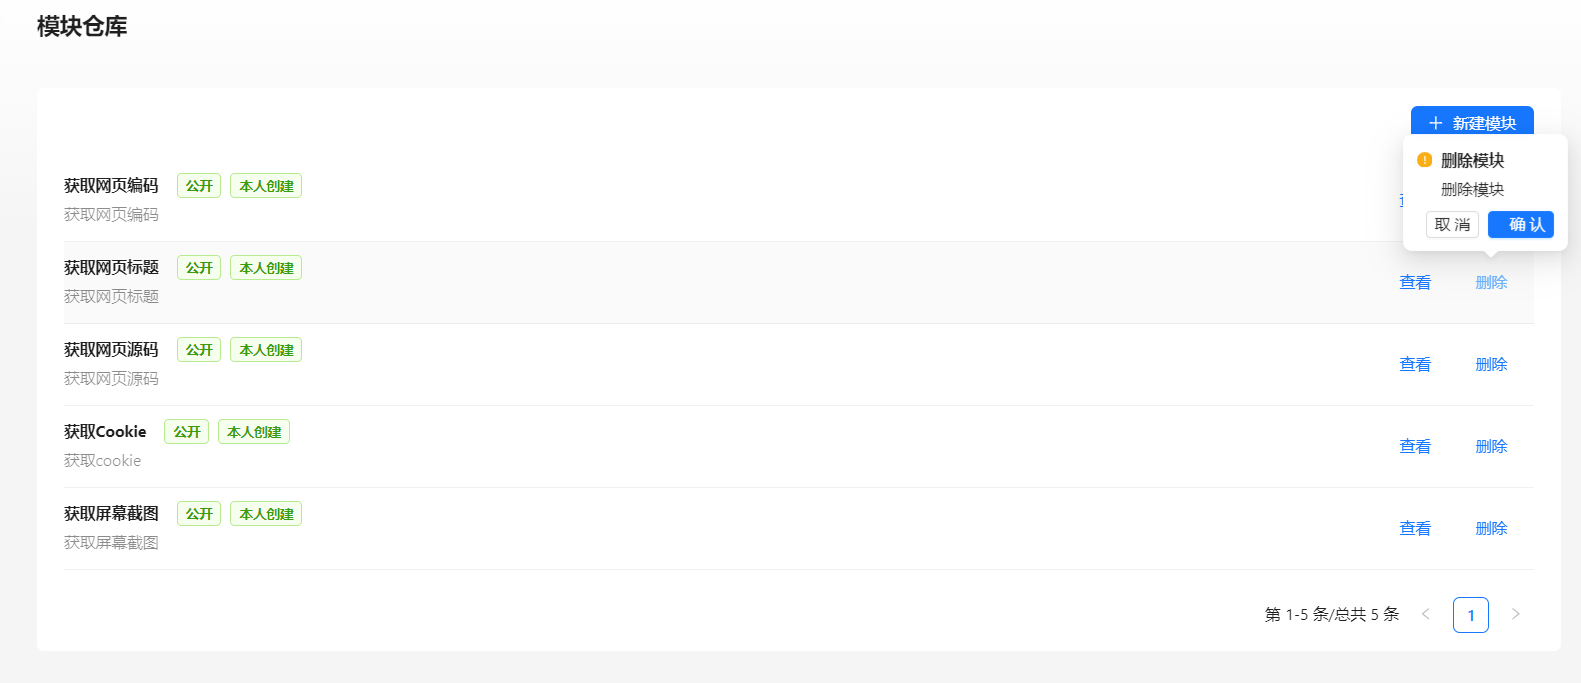 模块仓库
新建模块
删除模块
删除模块
取 消 确 认
获取网页编码 公开 本人创建
获取网页编码
获取网页标题 公开 本人创建
获取网页标题
查看 删除
获取网页源码 公开 本人创建
获取网页源码
查看 删除
获取Cookie 公开 本人创建
获取cookie
查看 删除
获取屏幕截图 公开 本人创建
获取屏幕截图
查看 删除
第 1-5 条/总共 5 条 < 1 >